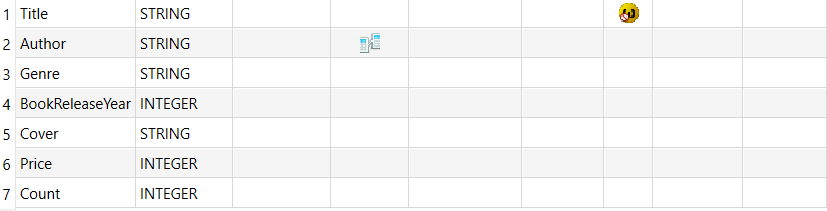 1 Title STRING
2 Author STRING
3 Genre STRING
4 BookReleaseYear INTEGER
5 Cover STRING
6 Price INTEGER
7 Count INTEGER